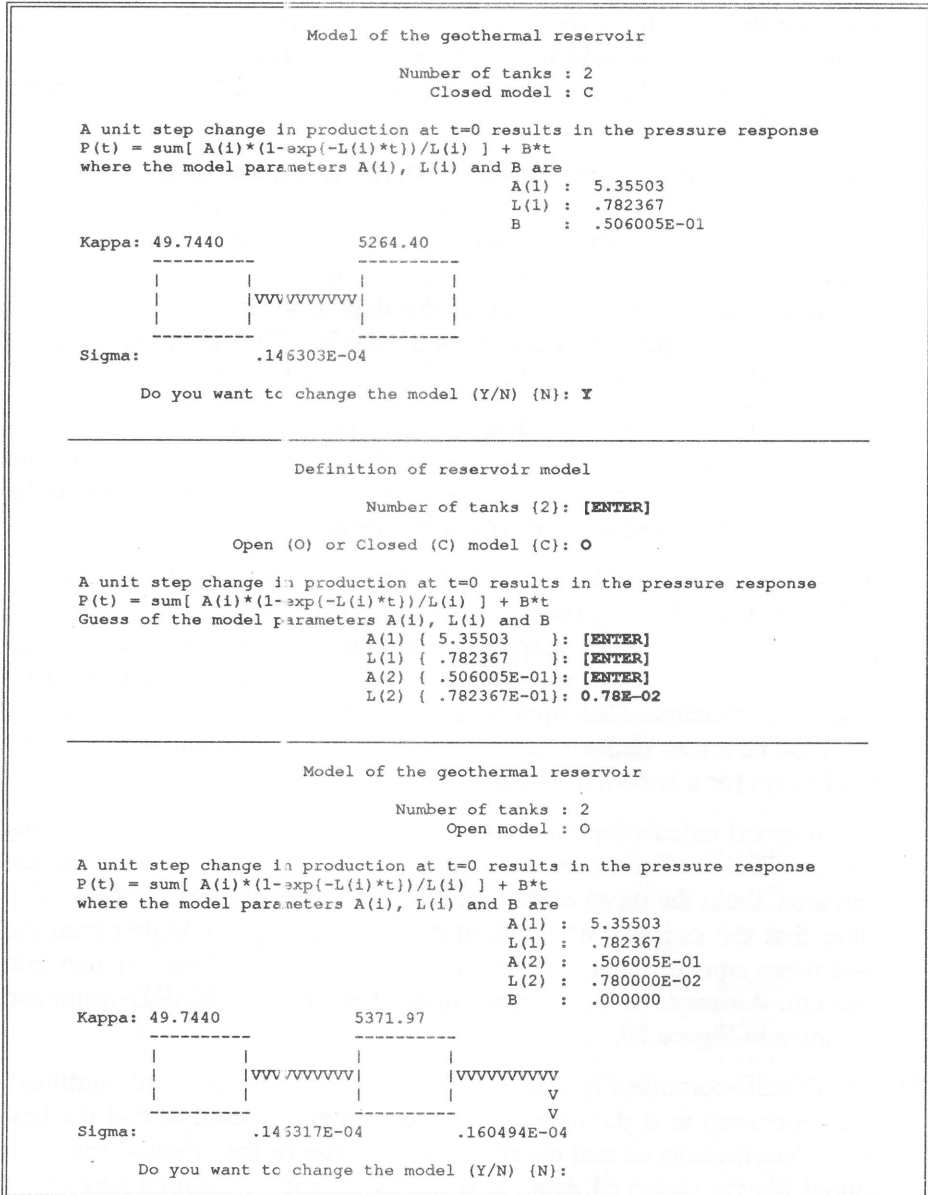 Model of the geothermal reservoir
Number of tanks : 2
Closed model : C
A unit step change in production at t=0 results in the pressure response
P(t) = sum[ A(i)*(1-exp{-L(i)*t})/L(i) ] + B*t
where the model parameters A(i), L(i) and B are
A(1) : 5.35503
L(1) : .782367
B : .506005E-01
Kappa: 49.7440 5264.40
---------- ----------
| | | |
| |VVVVVVVVVV| |
| | | |
---------- ----------
Sigma: .146303E-04
Do you want to change the model (Y/N) {N}: Y
Definition of reservoir model
Number of tanks {2}: [ENTER]
Open (O) or Closed (C) model {C}: O
A unit step change in production at t=0 results in the pressure response
P(t) = sum[ A(i)*(1-exp{-L(i)*t})/L(i) ] + B*t
Guess of the model parameters A(i), L(i) and B
A(1) { 5.35503 }: [ENTER]
L(1) { .782367 }: [ENTER]
A(2) { .506005E-01}: [ENTER]
L(2) { .782367E-01}: 0.78E-02
Model of the geothermal reservoir
Number of tanks : 2
Open model : O
A unit step change in production at t=0 results in the pressure response
P(t) = sum[ A(i)*(1-exp{-L(i)*t})/L(i) ] + B*t
where the model parameters A(i), L(i) and B are
A(1) : 5.35503
L(1) : .782367
A(2) : .506005E-01
L(2) : .780000E-02
B : .000000
Kappa: 49.7440 5371.97
---------- ----------
| | | |
| |VVVVVVVVVV| |VVVVVVVVVV
| | | | V
---------- ---------- V
Sigma: .146317E-04 .160494E-04
Do you want to change the model (Y/N) {N}: